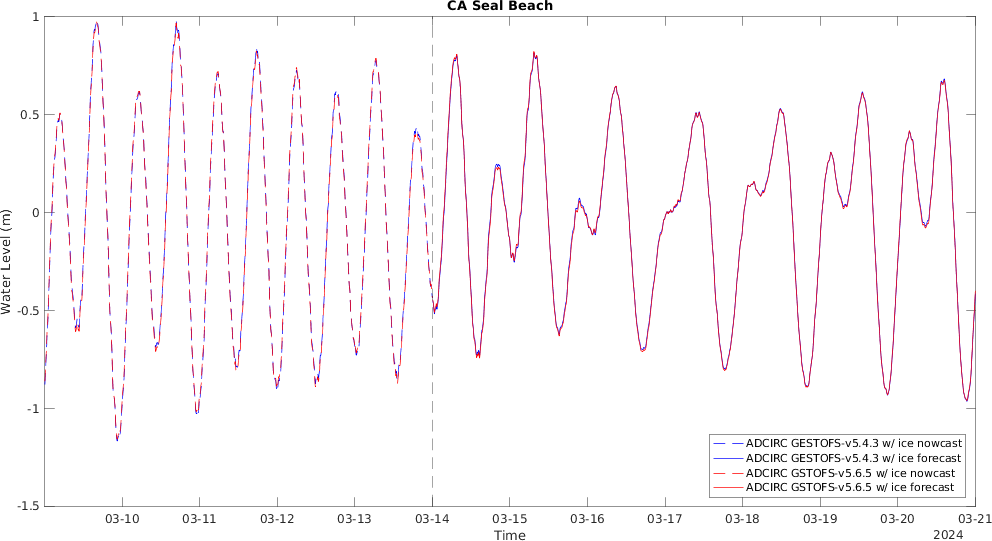 CA Seal Beach
Water Level (m)
1
0.5
0
-0.5
-1
-1.5
ADCIRC GESTOFS-v5.4.3 w/ ice nowcast
ADCIRC GESTOFS-v5.4.3 w/ ice forecast
ADCIRC GSTOFS-v5.6.5 w/ ice nowcast
ADCIRC GSTOFS-v5.6.5 w/ ice forecast
03-10 03-11 03-12 03-13 03-14 03-15 03-16 03-17 03-18 03-19 03-20 03-21
Time
2024